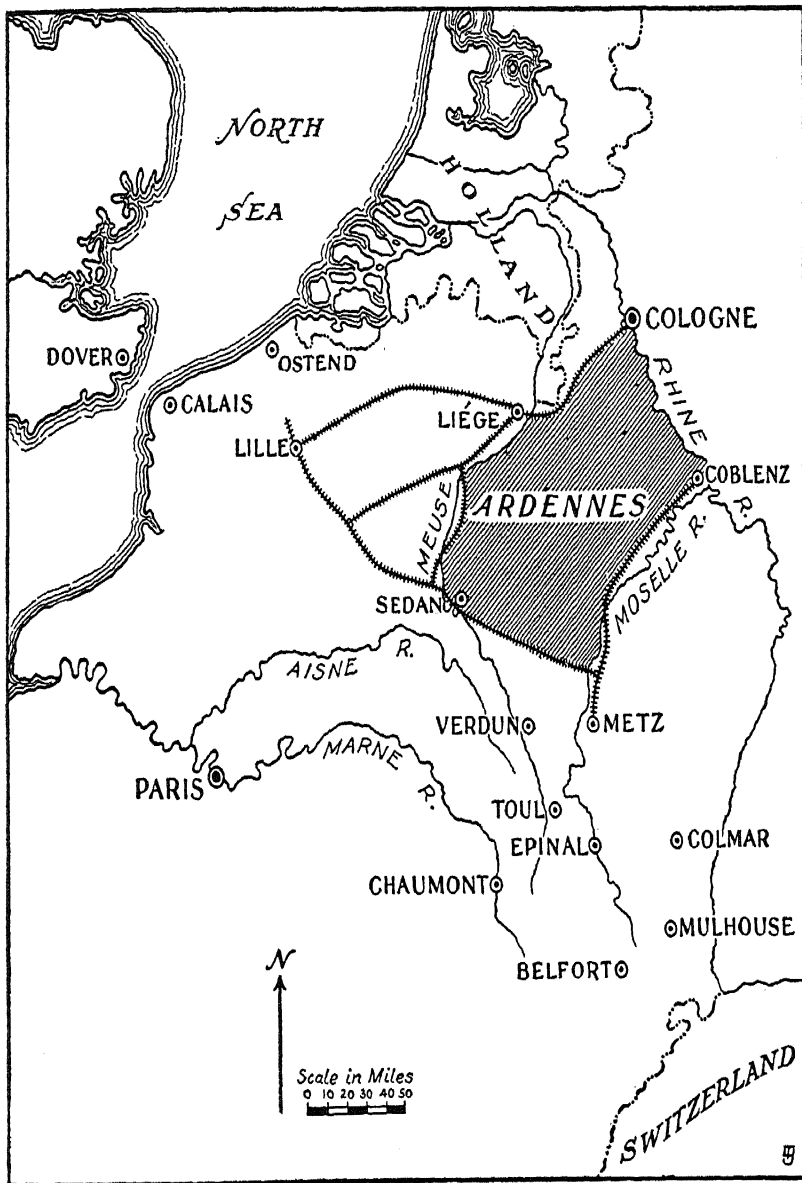 NORTH
SEA
HOLLAND
COLOGNE
DOVER
OSTEND
CALAIS
RHINE
R.
LIÉGE
LILLE
COBLENZ
ARDENNES
MEUSE
MOSELLE R.
SEDAN
AISNE R.
VERDUN
METZ
MARNE R.
PARIS
TOUL
EPINAL
COLMAR
CHAUMONT
MULHOUSE
BELFORT
N
Scale in Miles
0 10 20 30 40 50
SWITZERLAND